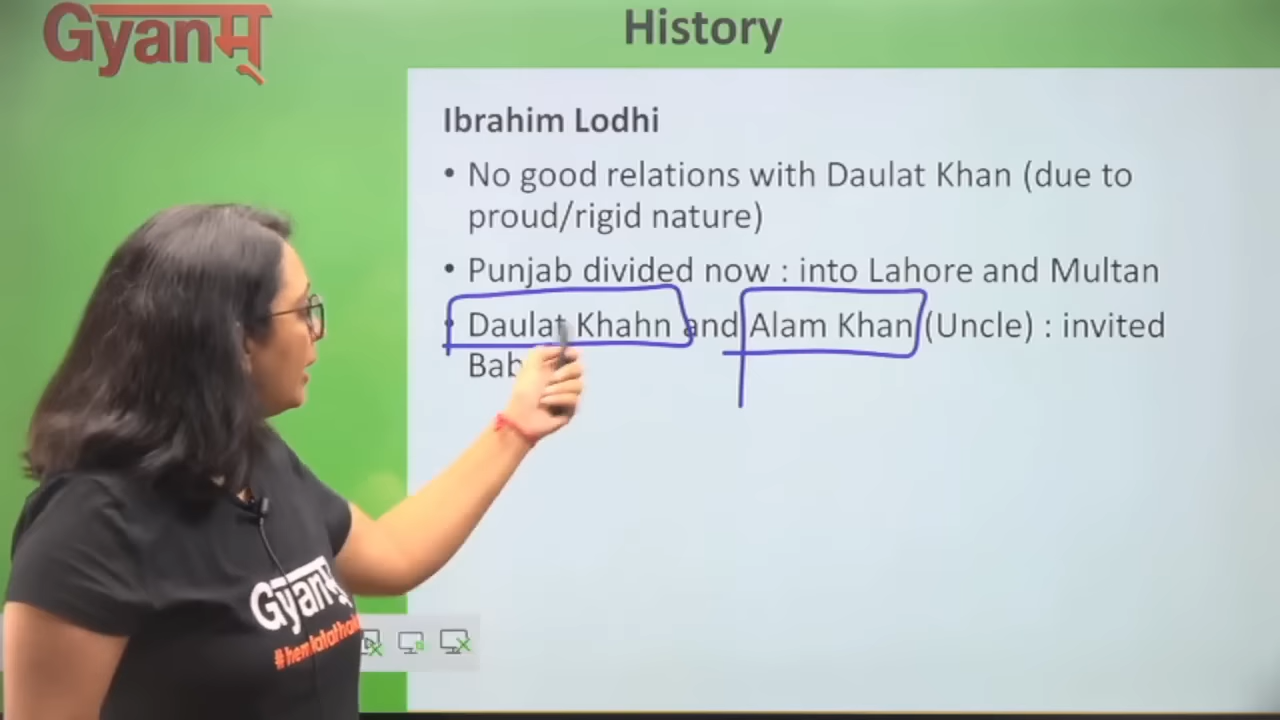 Gyanम्
History
Ibrahim Lodhi
• No good relations with Daulat Khan (due to
proud/rigid nature)
• Punjab divided now : into Lahore and Multan
• Daulat Khahn and Alam Khan (Uncle) : invited
Gyanम्